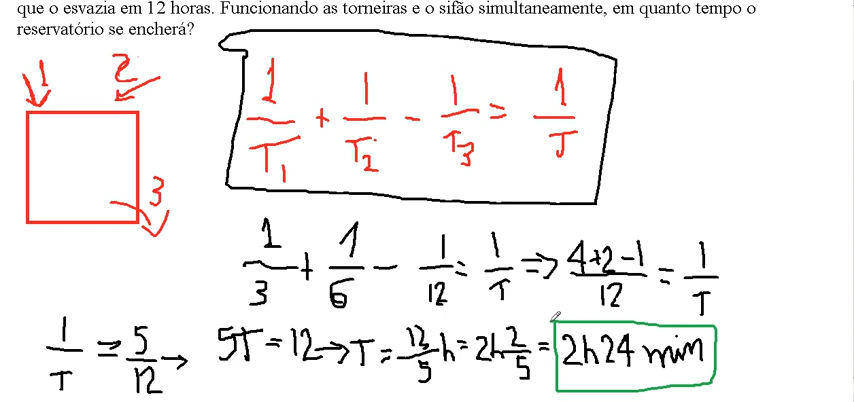 que o esvazia em 12 horas. Funcionando as torneiras e o sifão simultaneamente, em quanto tempo o
reservatório se encherá?
1 2
1/T₁ + 1/T₂ - 1/T₃ = 1/T
3
1/3 + 1/6 - 1/12 = 1/T => 4+2-1/12 = 1/T
1/T = 5/12 → 5T = 12 → T = 12/5 h = 2h 2/5 = 2h24 min